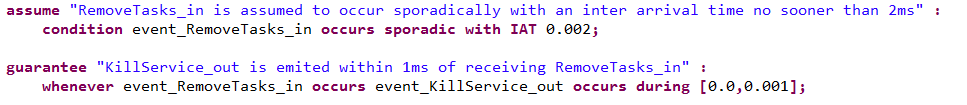 assume "RemoveTasks_in is assumed to occur sporadically with an inter arrival time no sooner than 2ms" :
condition event_RemoveTasks_in occurs sporadic with IAT 0.002;
guarantee "KillService_out is emited within 1ms of receiving RemoveTasks_in" :
whenever event_RemoveTasks_in occurs event_KillService_out occurs during [0.0,0.001];